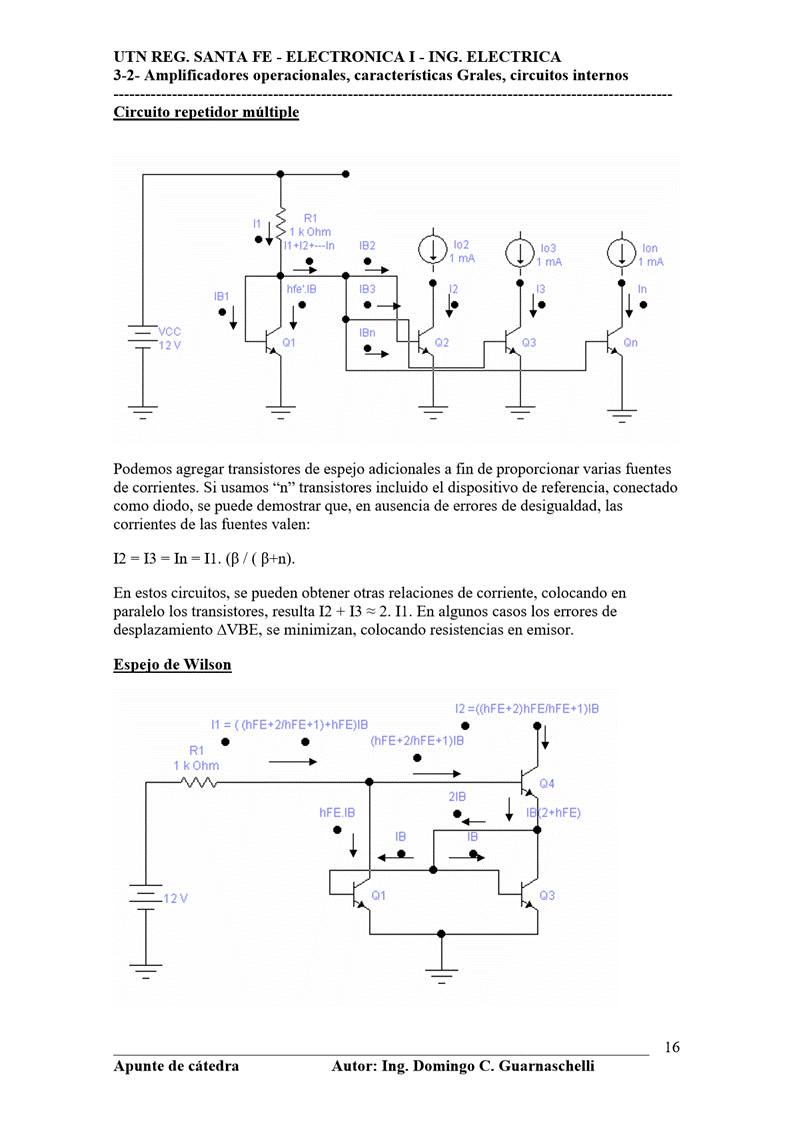 UTN REG. SANTA FE - ELECTRONICA I - ING. ELECTRICA
3-2- Amplificadores operacionales, características Grales, circuitos internos
--------------------------------------------------------------------------------------------------------
Circuito repetidor múltiple
I1
R1
1 k Ohm
I1+I2+---In
IB2
Io2
1 mA
Io3
1 mA
Ion
1 mA
IB1
hfe'.IB
IB3
I2
I3
In
IBn
VCC
12 V
Q1
Q2
Q3
Qn
Podemos agregar transistores de espejo adicionales a fin de proporcionar varias fuentes
de corrientes. Si usamos “n” transistores incluido el dispositivo de referencia, conectado
como diodo, se puede demostrar que, en ausencia de errores de desigualdad, las
corrientes de las fuentes valen:
I2 = I3 = In = I1. (β / ( β+n).
En estos circuitos, se pueden obtener otras relaciones de corriente, colocando en
paralelo los transistores, resulta I2 + I3 ≈ 2. I1. En algunos casos los errores de
desplazamiento ΔVBE, se minimizan, colocando resistencias en emisor.
Espejo de Wilson
I2 =((hFE+2)hFE/hFE+1)IB
I1 = ( (hFE+2/hFE+1)+hFE)IB
(hFE+2/hFE+1)IB
R1
1 k Ohm
Q4
2IB
hFE.IB
IB(2+hFE)
IB
IB
12 V
Q1
Q3
16
Apunte de cátedra Autor: Ing. Domingo C. Guarnaschelli